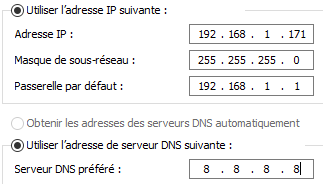 Utiliser l'adresse IP suivante :
Adresse IP : 192 . 168 . 1 . 171
Masque de sous-réseau : 255 . 255 . 255 . 0
Passerelle par défaut : 192 . 168 . 1 . 1
Obtenir les adresses des serveurs DNS automatiquement
Utiliser l'adresse de serveur DNS suivante :
Serveur DNS préféré : 8 . 8 . 8 . 8